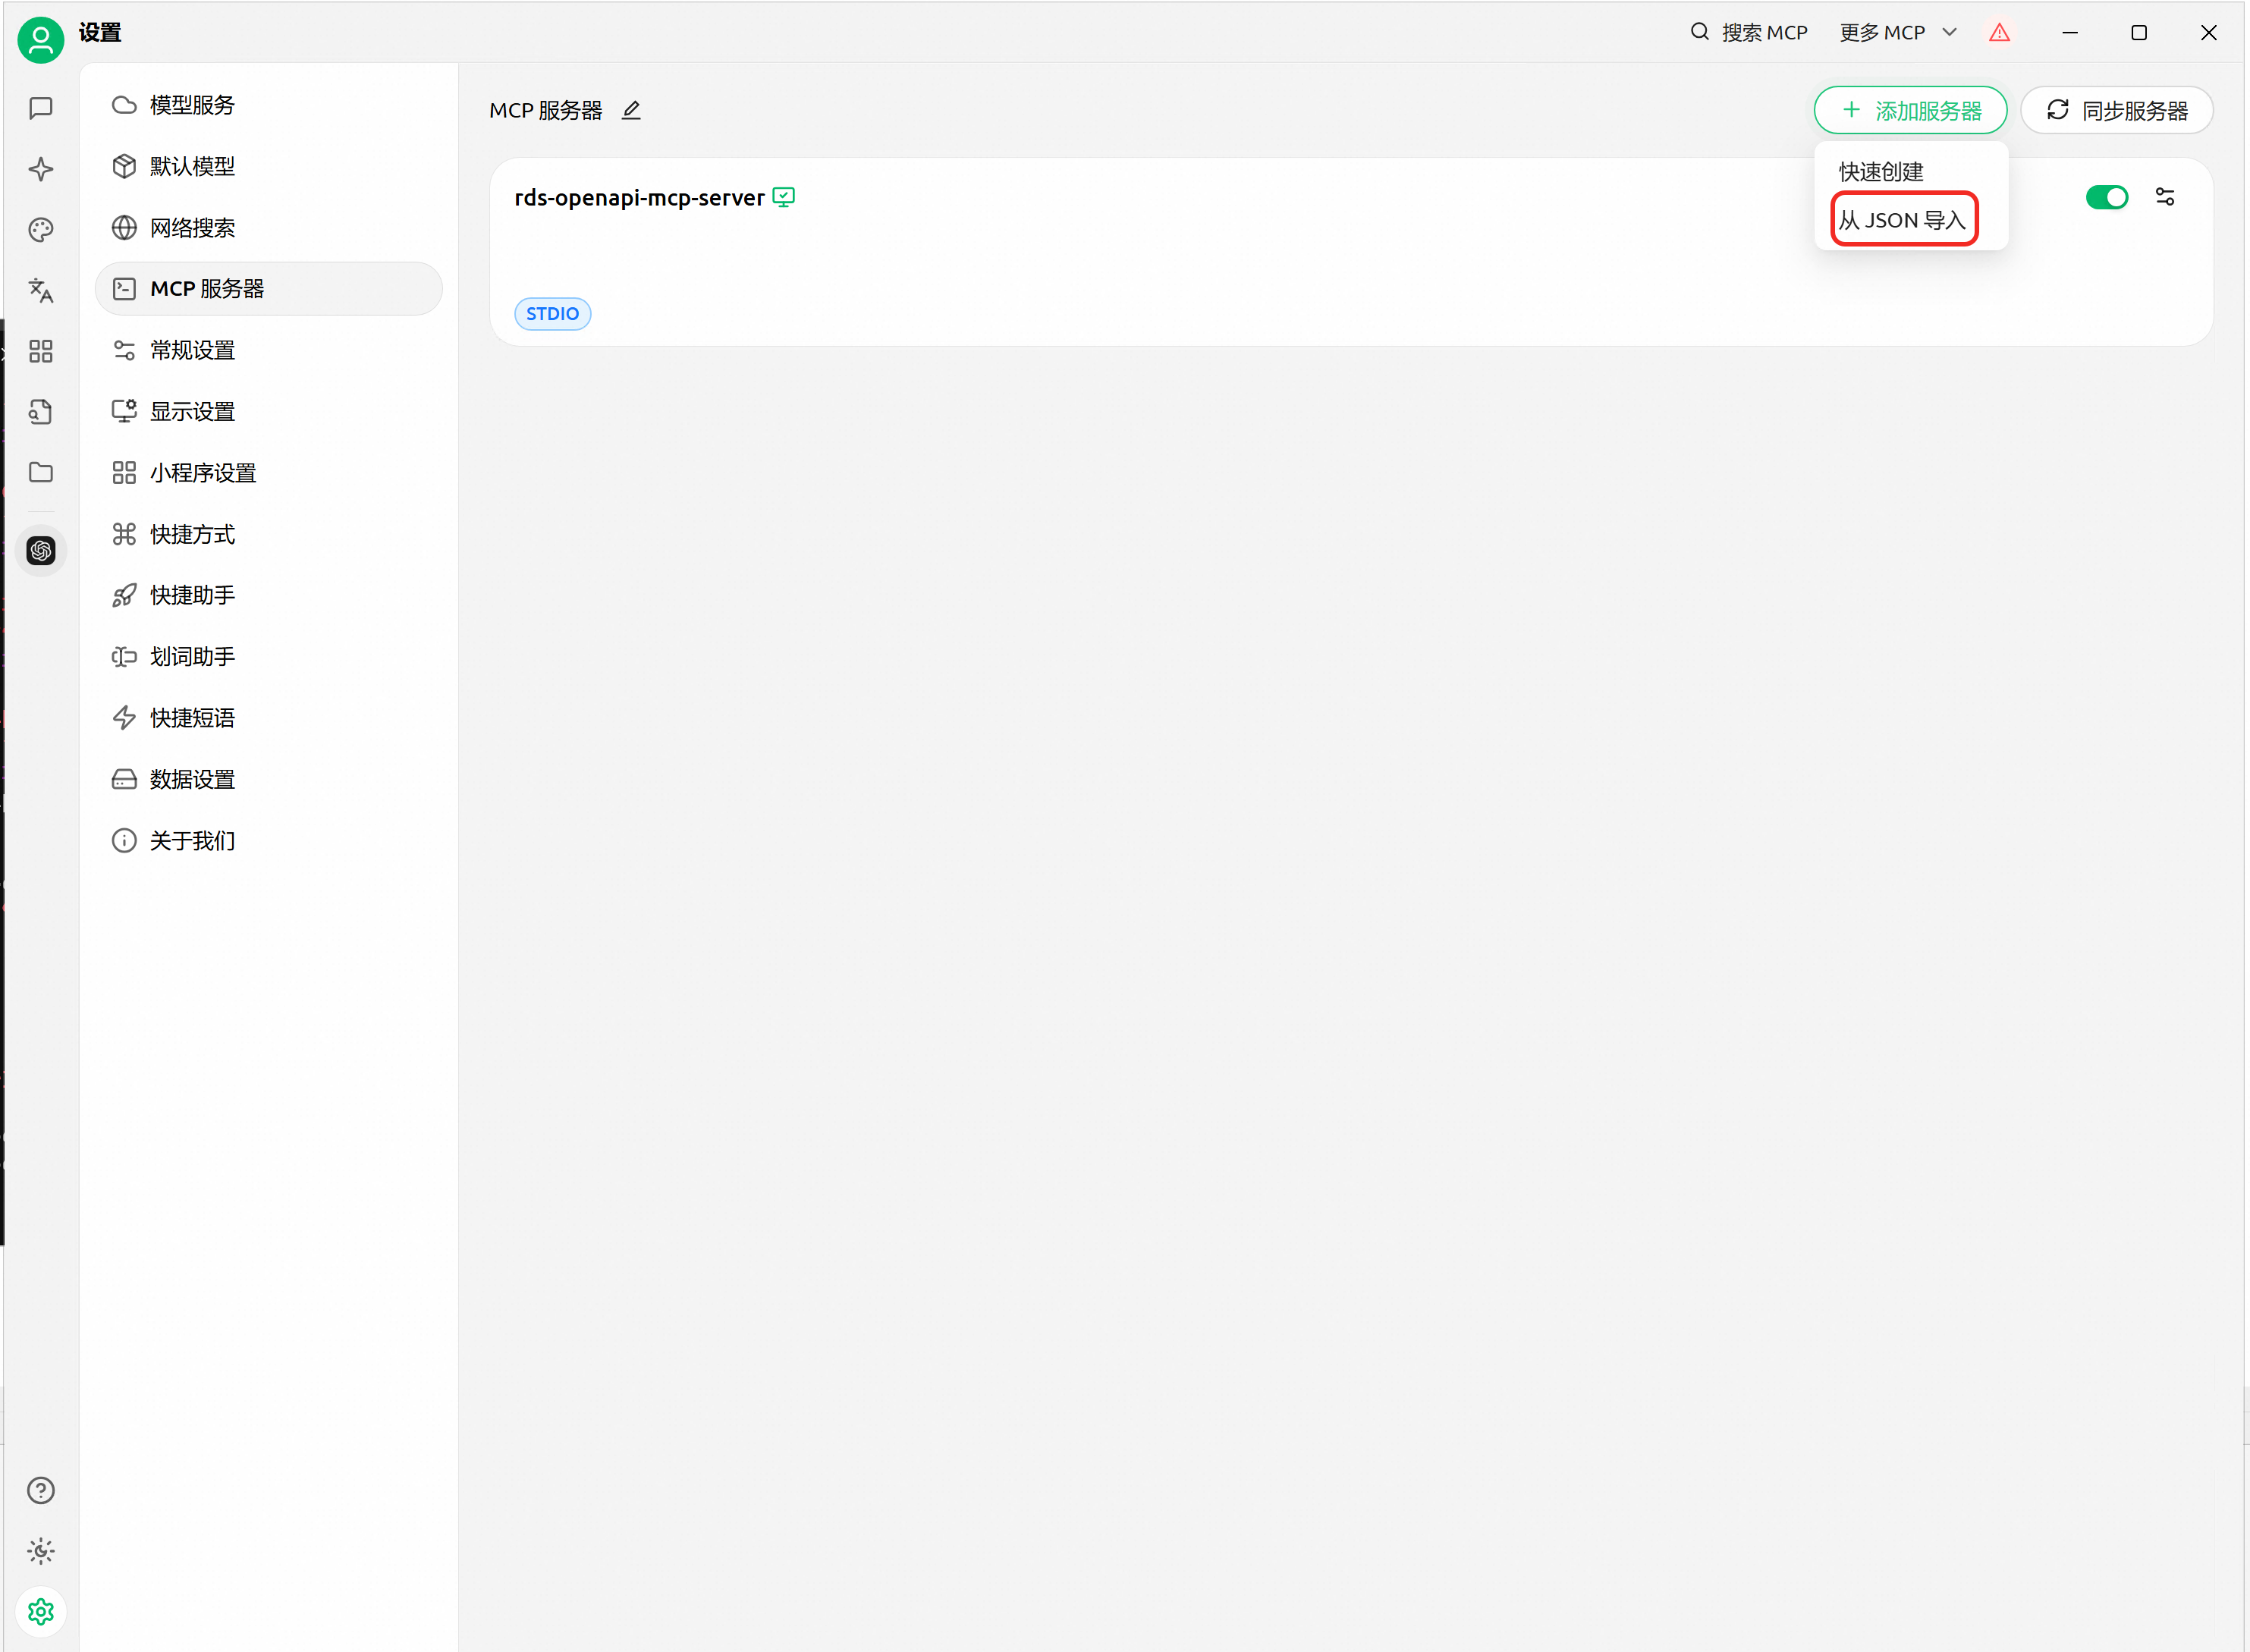 设置
搜索 MCP
更多 MCP
模型服务
默认模型
网络搜索
MCP 服务器
常规设置
显示设置
小程序设置
快捷方式
快捷助手
划词助手
快捷短语
数据设置
关于我们
MCP 服务器
添加服务器
同步服务器
快速创建
从 JSON 导入
rds-openapi-mcp-server
STDIO